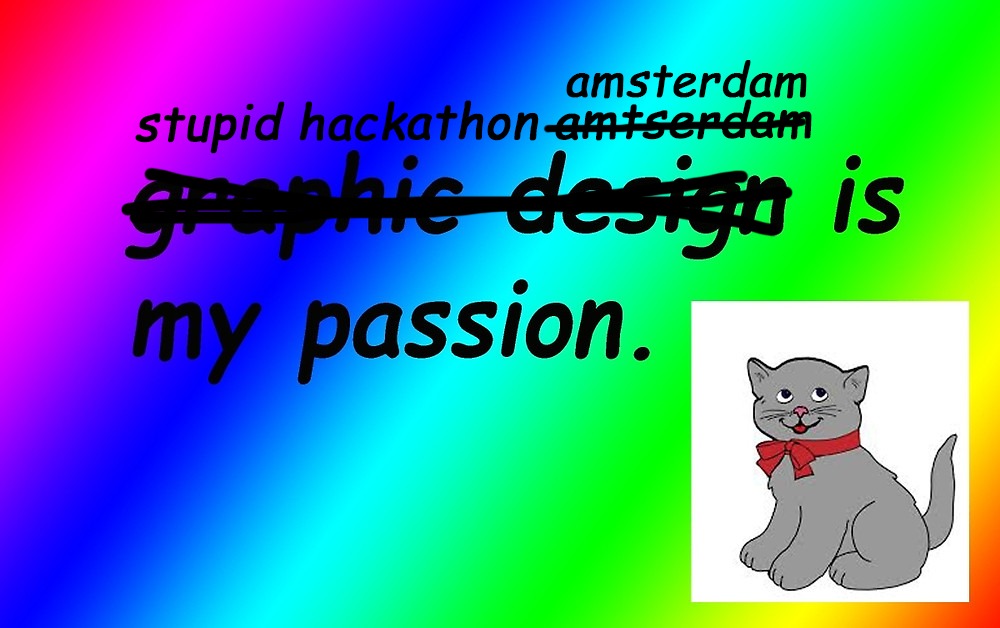 amsterdam
stupid hackathon amtserdam
graphic design is
my passion.